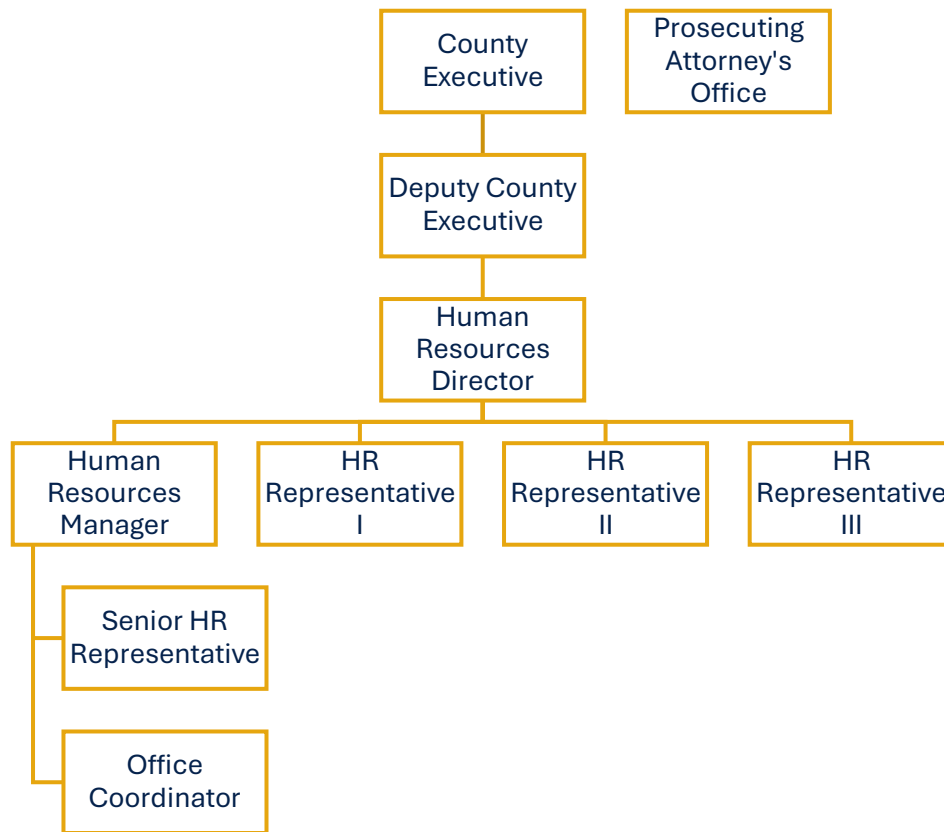 County
Executive
Prosecuting
Attorney's
Office
Deputy County
Executive
Human
Resources
Director
Human
Resources
Manager
HR
Representative
I
HR
Representative
II
HR
Representative
III
Senior HR
Representative
Office
Coordinator